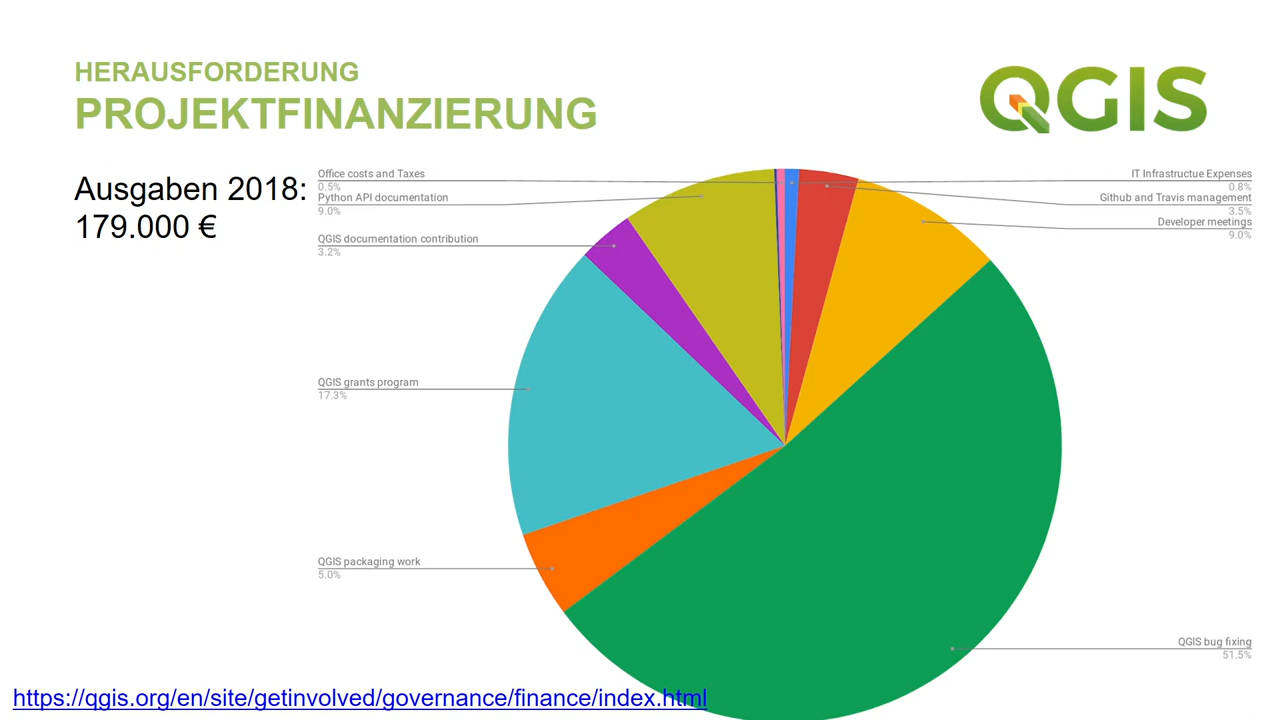 HERAUSFORDERUNG
PROJEKTFINANZIERUNG
QGIS
Ausgaben 2018:
179.000 €
Office costs and Taxes
0.5%
Python API documentation
9.0%
QGIS documentation contribution
3.2%
QGIS grants program
17.3%
QGIS packaging work
5.0%
IT Infrastructue Expenses
0.8%
Github and Travis management
3.5%
Developer meetings
9.0%
QGIS bug fixing
51.5%
https://qgis.org/en/site/getinvolved/governance/finance/index.html